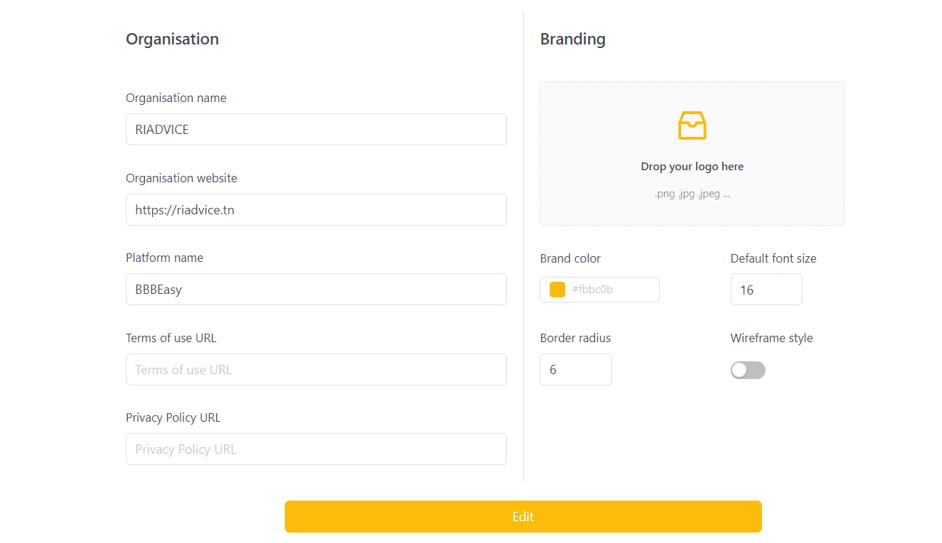 Organisation
Organisation name
RIADVICE
Organisation website
https://riadvice.tn
Platform name
BBBEasy
Terms of use URL
Terms of use URL
Privacy Policy URL
Privacy Policy URL
Branding
Drop your logo here
.png .jpg .jpeg ...
Brand color
#fbbc0b
Default font size
16
Border radius
6
Wireframe style
Edit